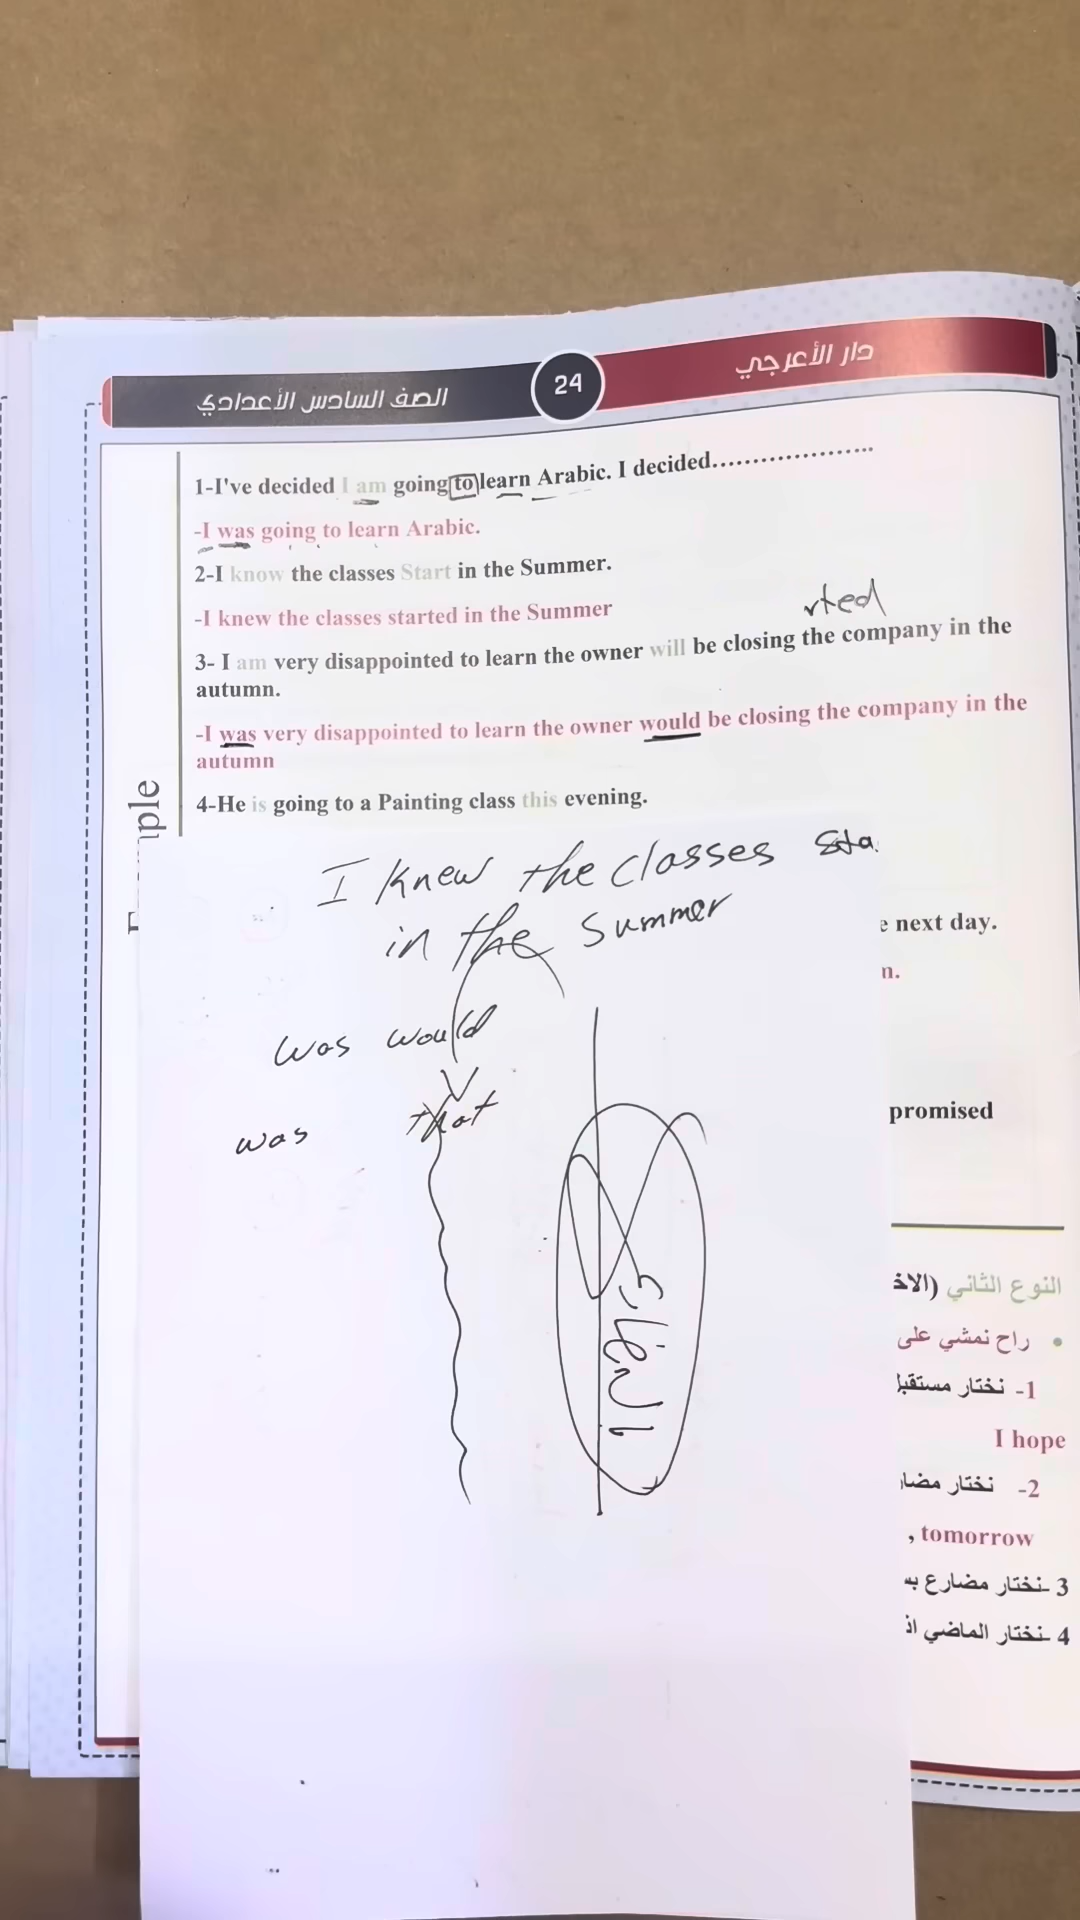 الصف السادس الأعدادي
24
دار الأعرجي
1-I've decided I am going to learn Arabic. I decided.....................
-I was going to learn Arabic.
2-I know the classes Start in the Summer.
-I knew the classes started in the Summer
rted
3- I am very disappointed to learn the owner will be closing the company in the
autumn.
-I was very disappointed to learn the owner would be closing the company in the
autumn
4-He is going to a Painting class this evening.
I knew the classes sta
in the summer
e next day.
n.
was would
that
was
promised
النوع الثاني (الاخ
• راح نمشي على
1- نختار مستقبل
I hope
2- نختار مضار
, tomorrow
3 -نختار مضارع بس
4 -نختار الماضي اذ